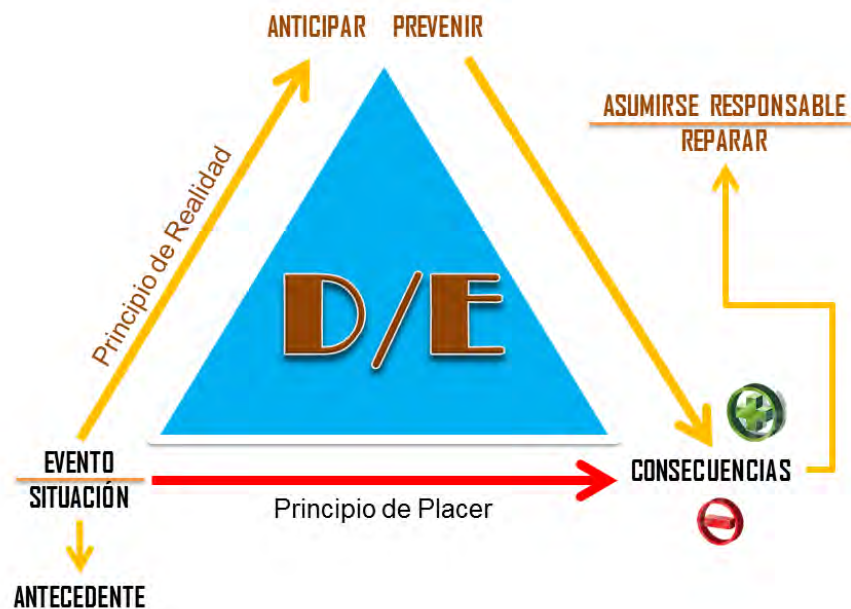 ANTICIPAR PREVENIR
ASUMIRSE RESPONSABLE
REPARAR
Principio de Realidad
D/E
EVENTO
SITUACIÓN
CONSECUENCIAS
Principio de Placer
ANTECEDENTE